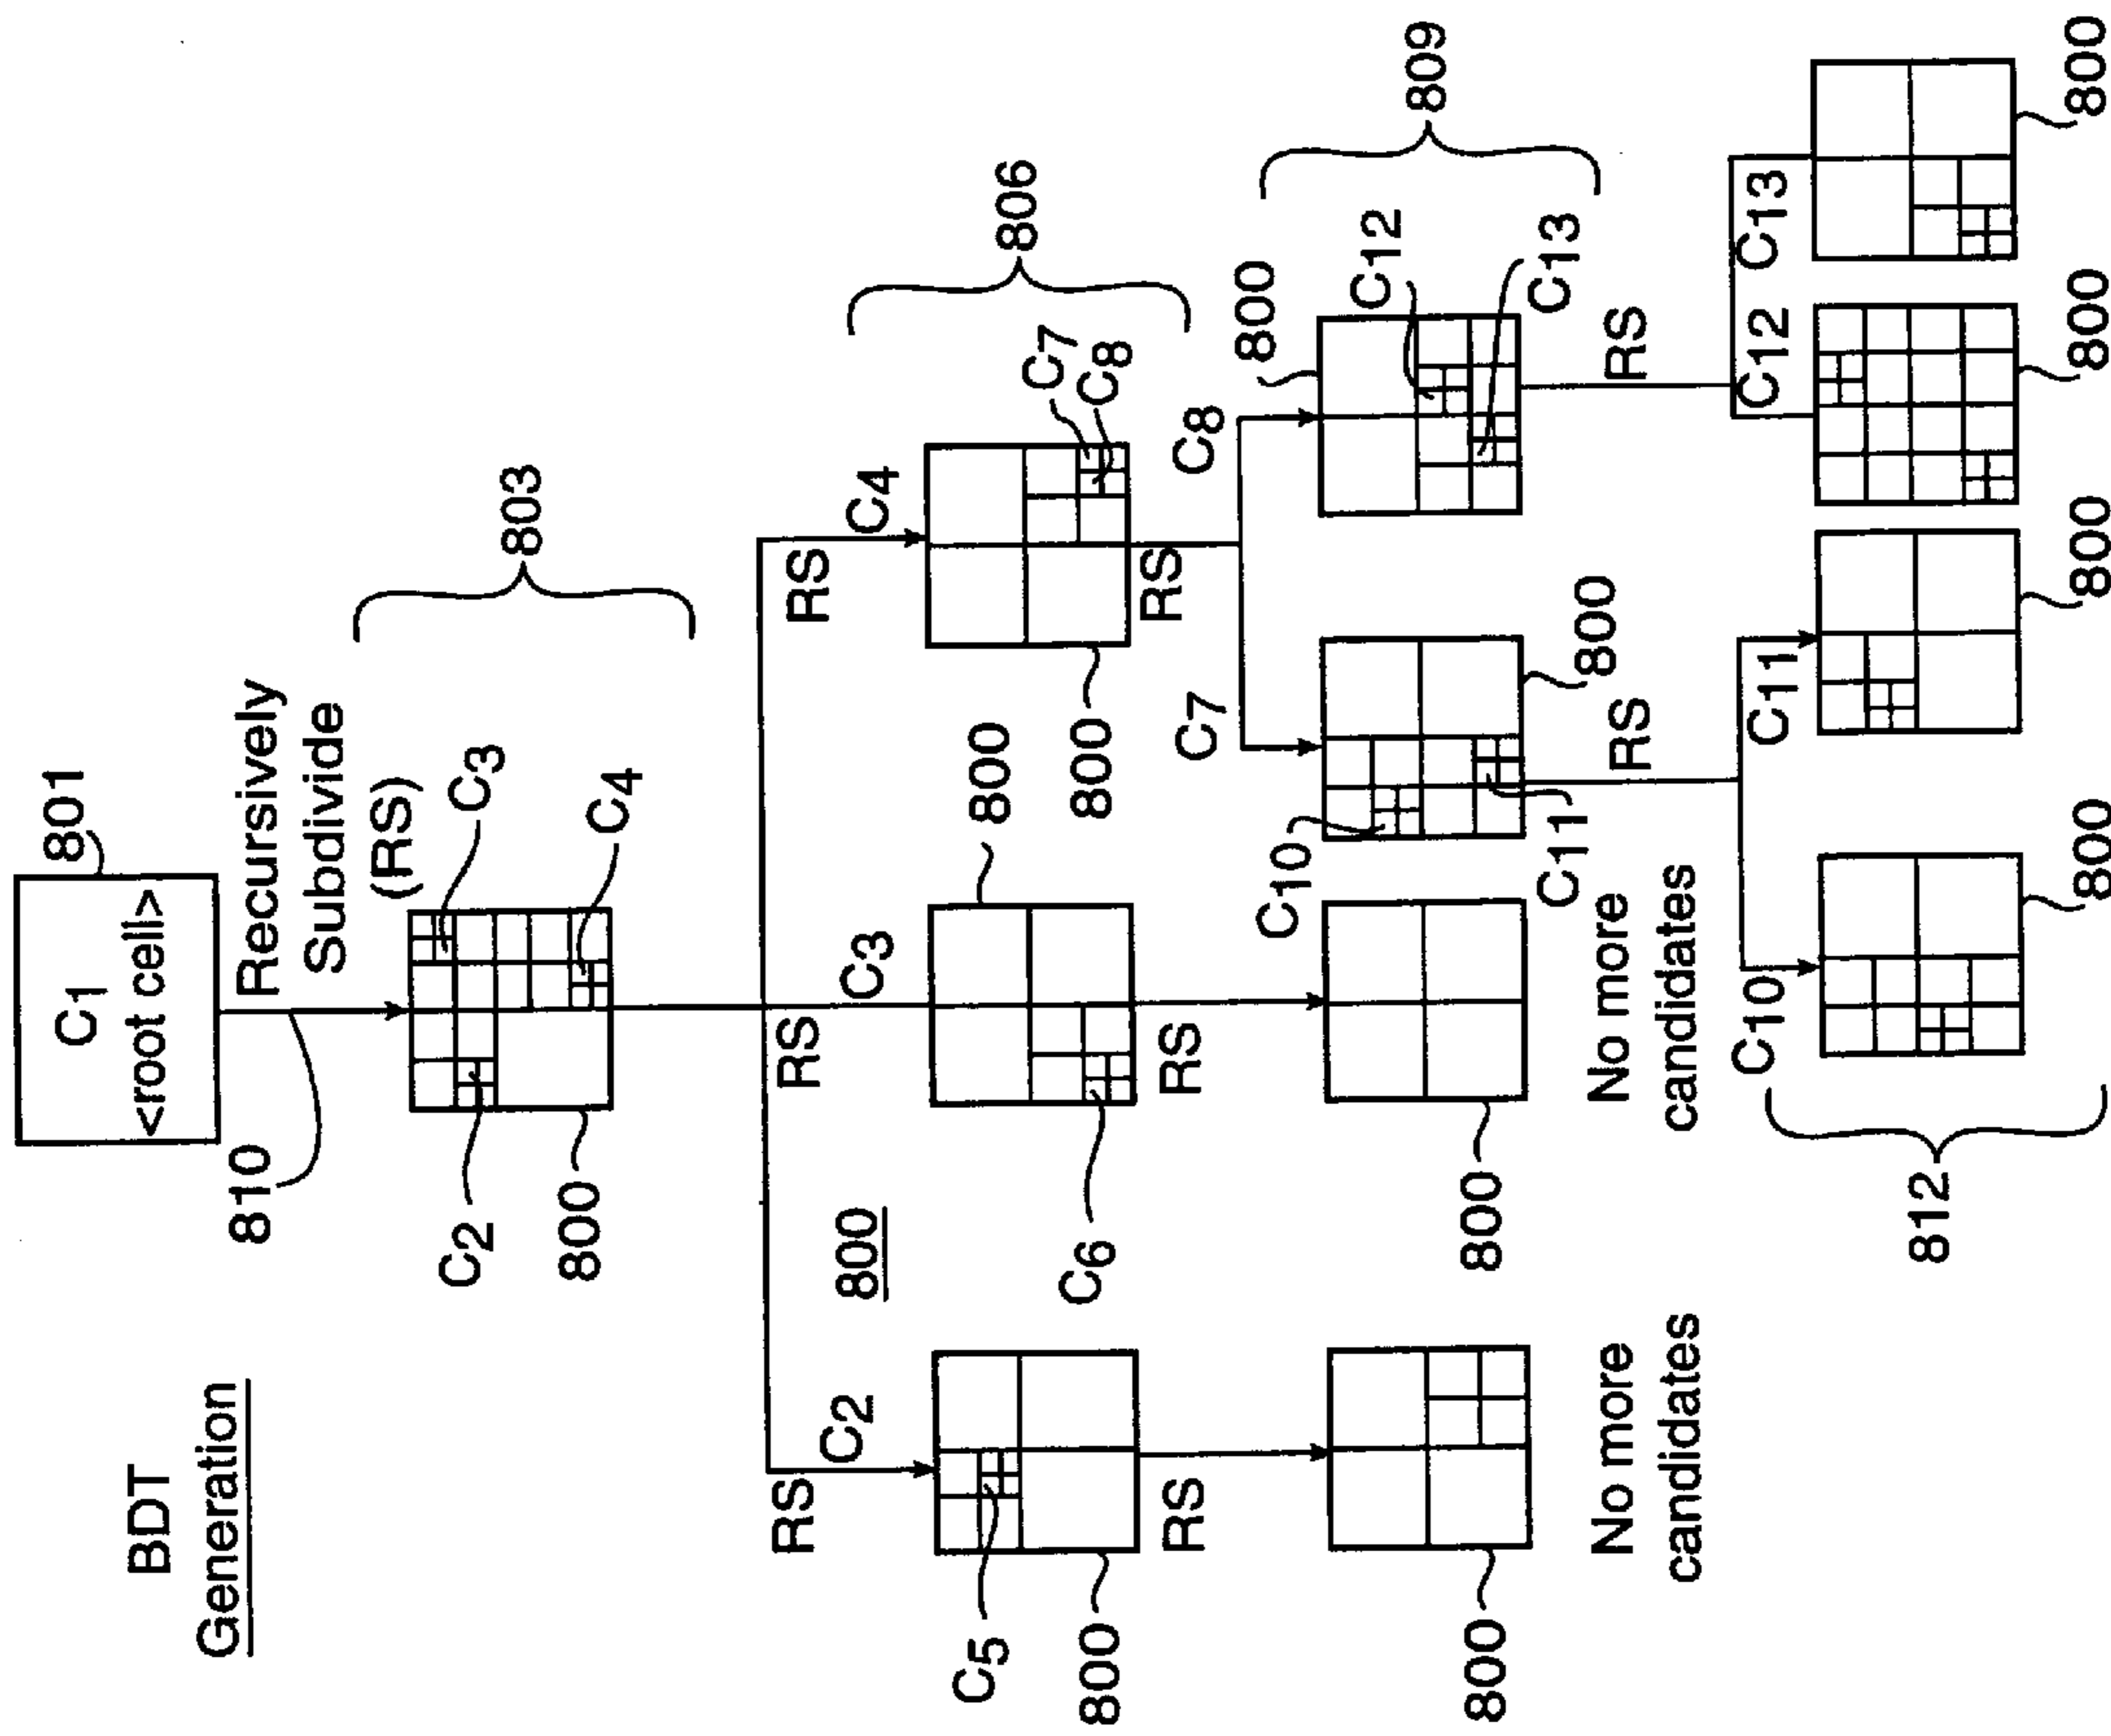 BDT
Generation
C1
<root cell>
801
810
Recursively
Subdivide
(RS)
C2
C3
C4
800
803
RS
C2
RS
C3
RS
C4
800
C5
800
RS
C6
800
RS
C7
C8
800
RS
806
800
No more
candidates
800
No more
candidates
C7
C10
C11
800
RS
C8
800
C12
C13
RS
809
C10
800
C11
800
C12
800
C13
800
812